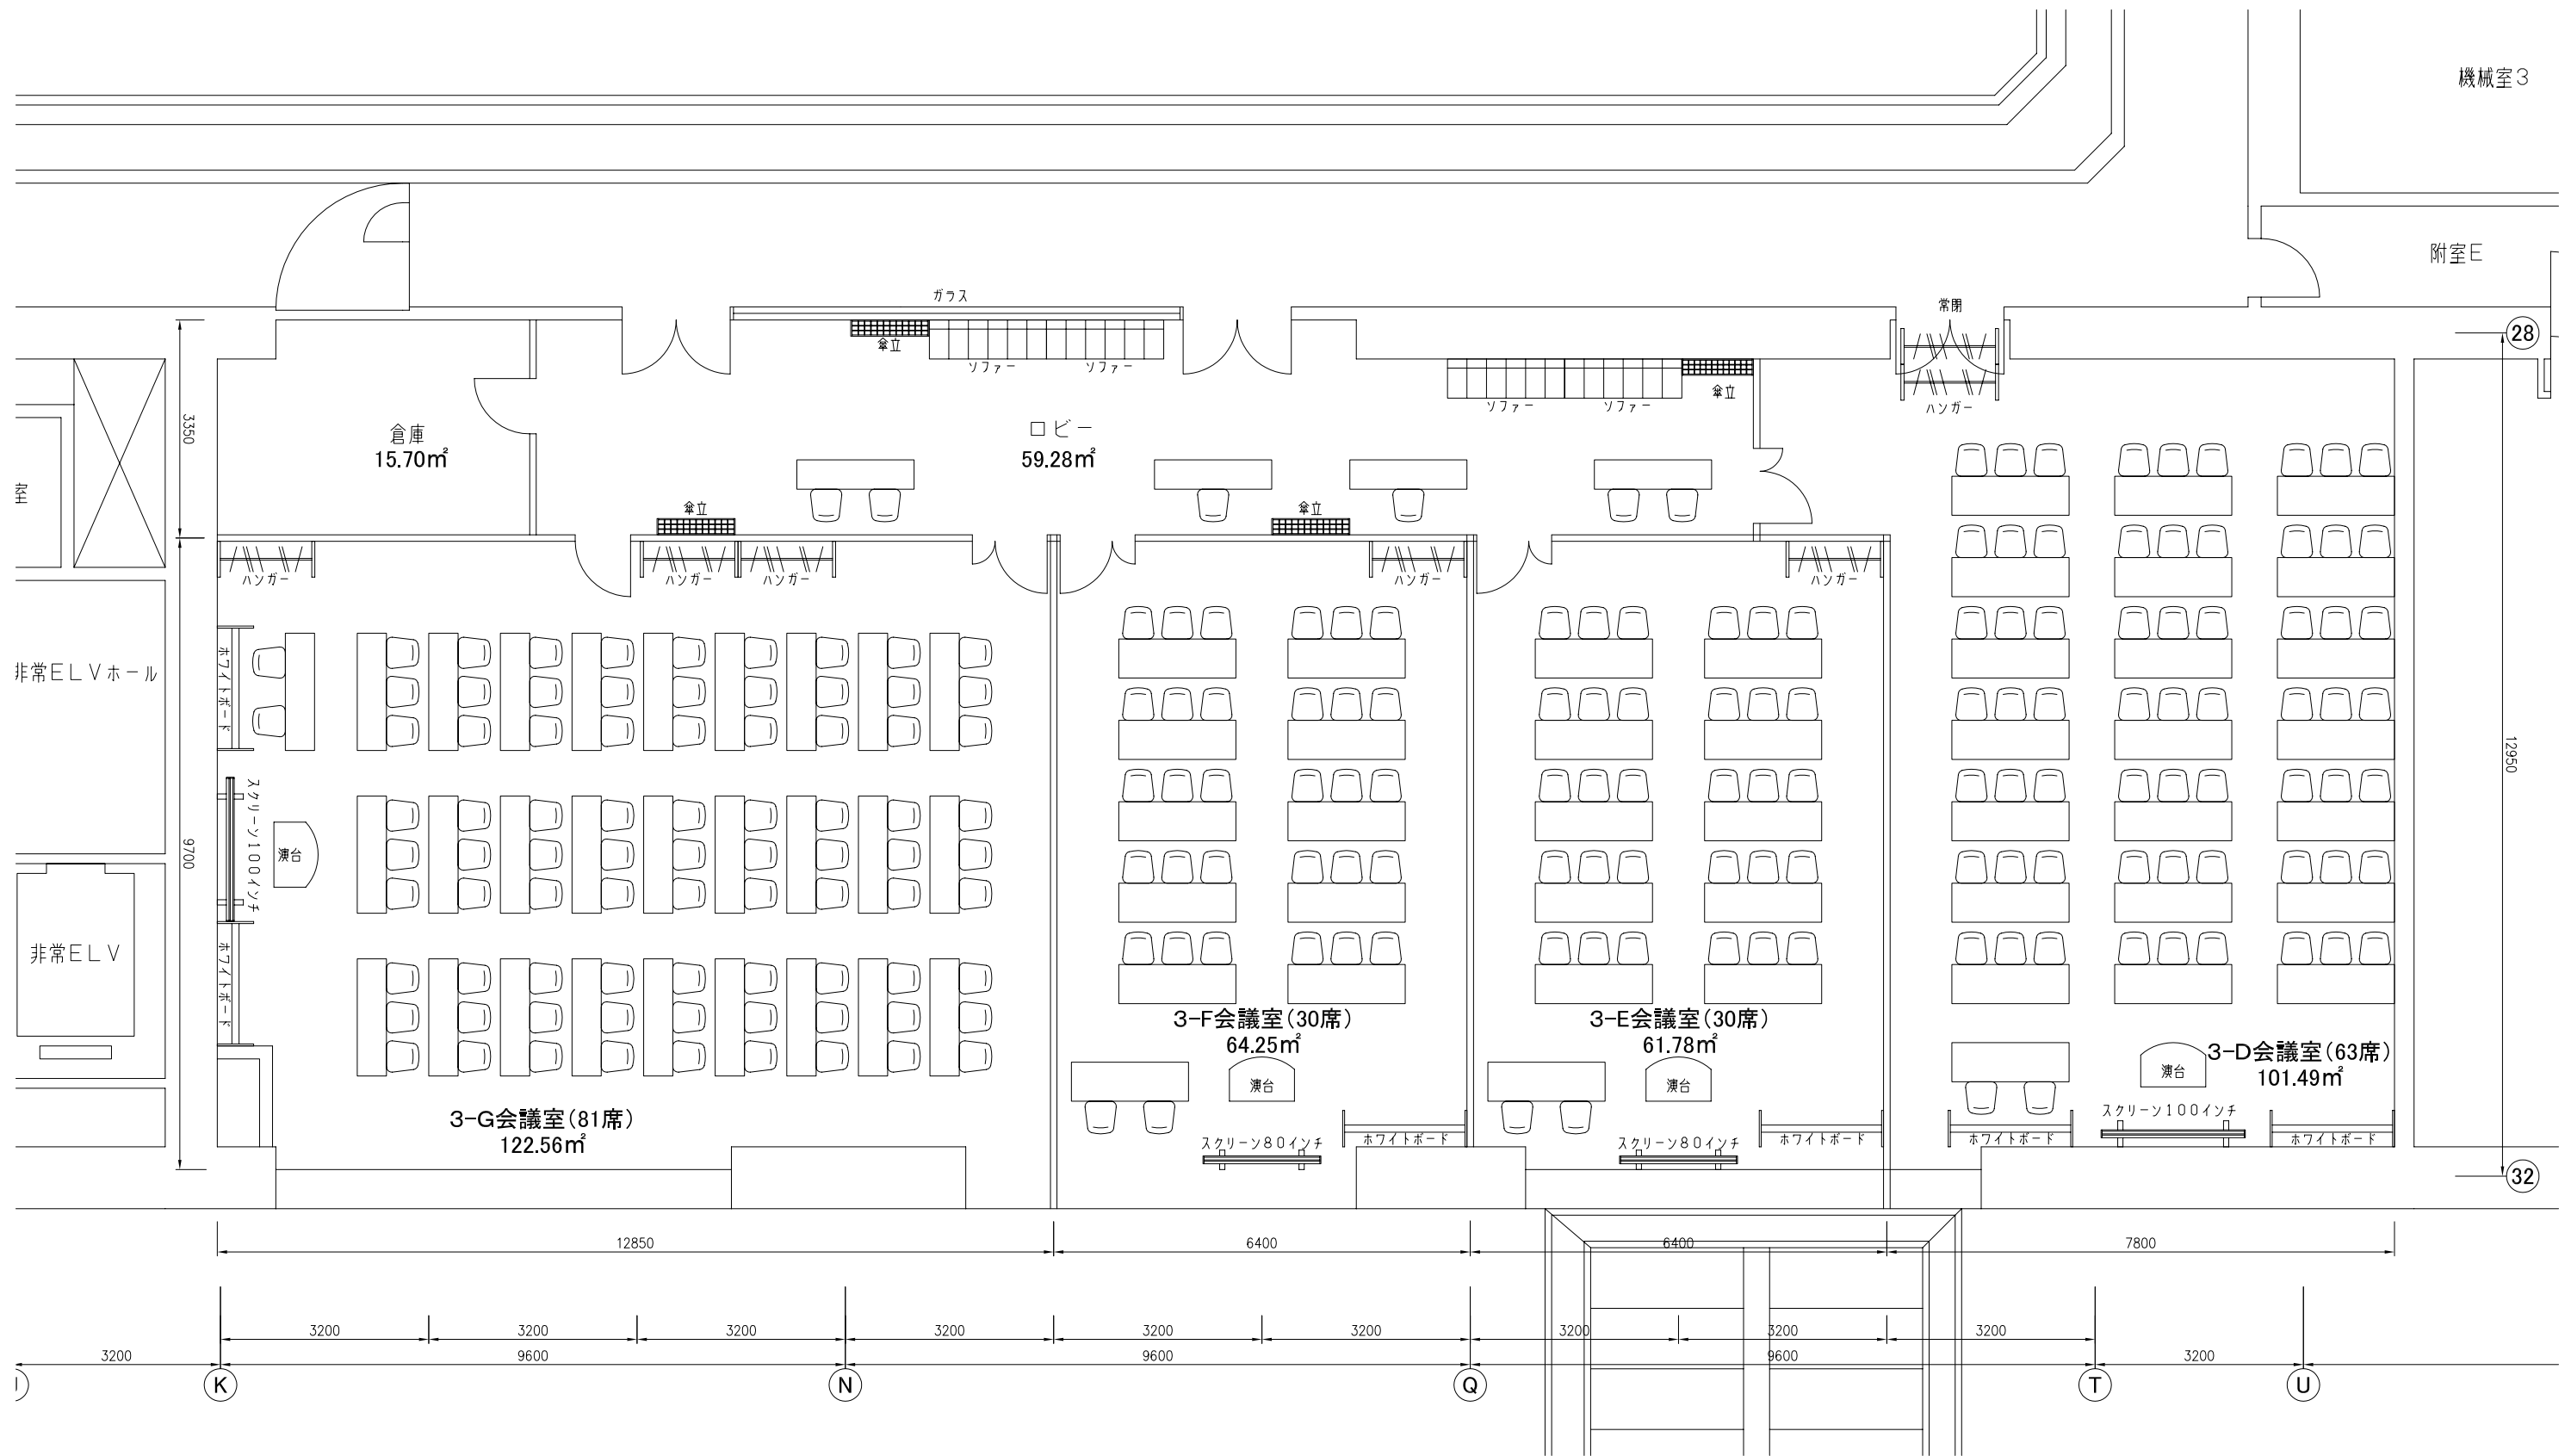 機械室3
附室E
ガラス
常閉
28
傘立
ソファー
ソファー
傘立
ソファー
ソファー
ハンガー
倉庫
15.70㎡
ロビー
59.28㎡
3350
室
傘立
傘立
ハンガー
ハンガー
ハンガー
ハンガー
ハンガー
非常ELVホール
ホワイトボード
スクリーン100インチ
演台
9700
12950
非常ELV
ホワイトボード
3-G会議室(81席)
122.56㎡
3-F会議室(30席)
64.25㎡
演台
スクリーン80インチ
ホワイトボード
3-E会議室(30席)
61.78㎡
演台
スクリーン80インチ
ホワイトボード
3-D会議室(63席)
101.49㎡
演台
ホワイトボード
スクリーン100インチ
ホワイトボード
32
12850
6400
6400
7800
3200
3200
3200
3200
3200
3200
3200
3200
3200
3200
9600
9600
9600
3200
K
N
Q
T
U